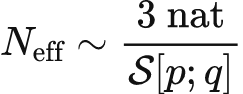 N_eff ∼ 3 nat / 𝒮[p; q]